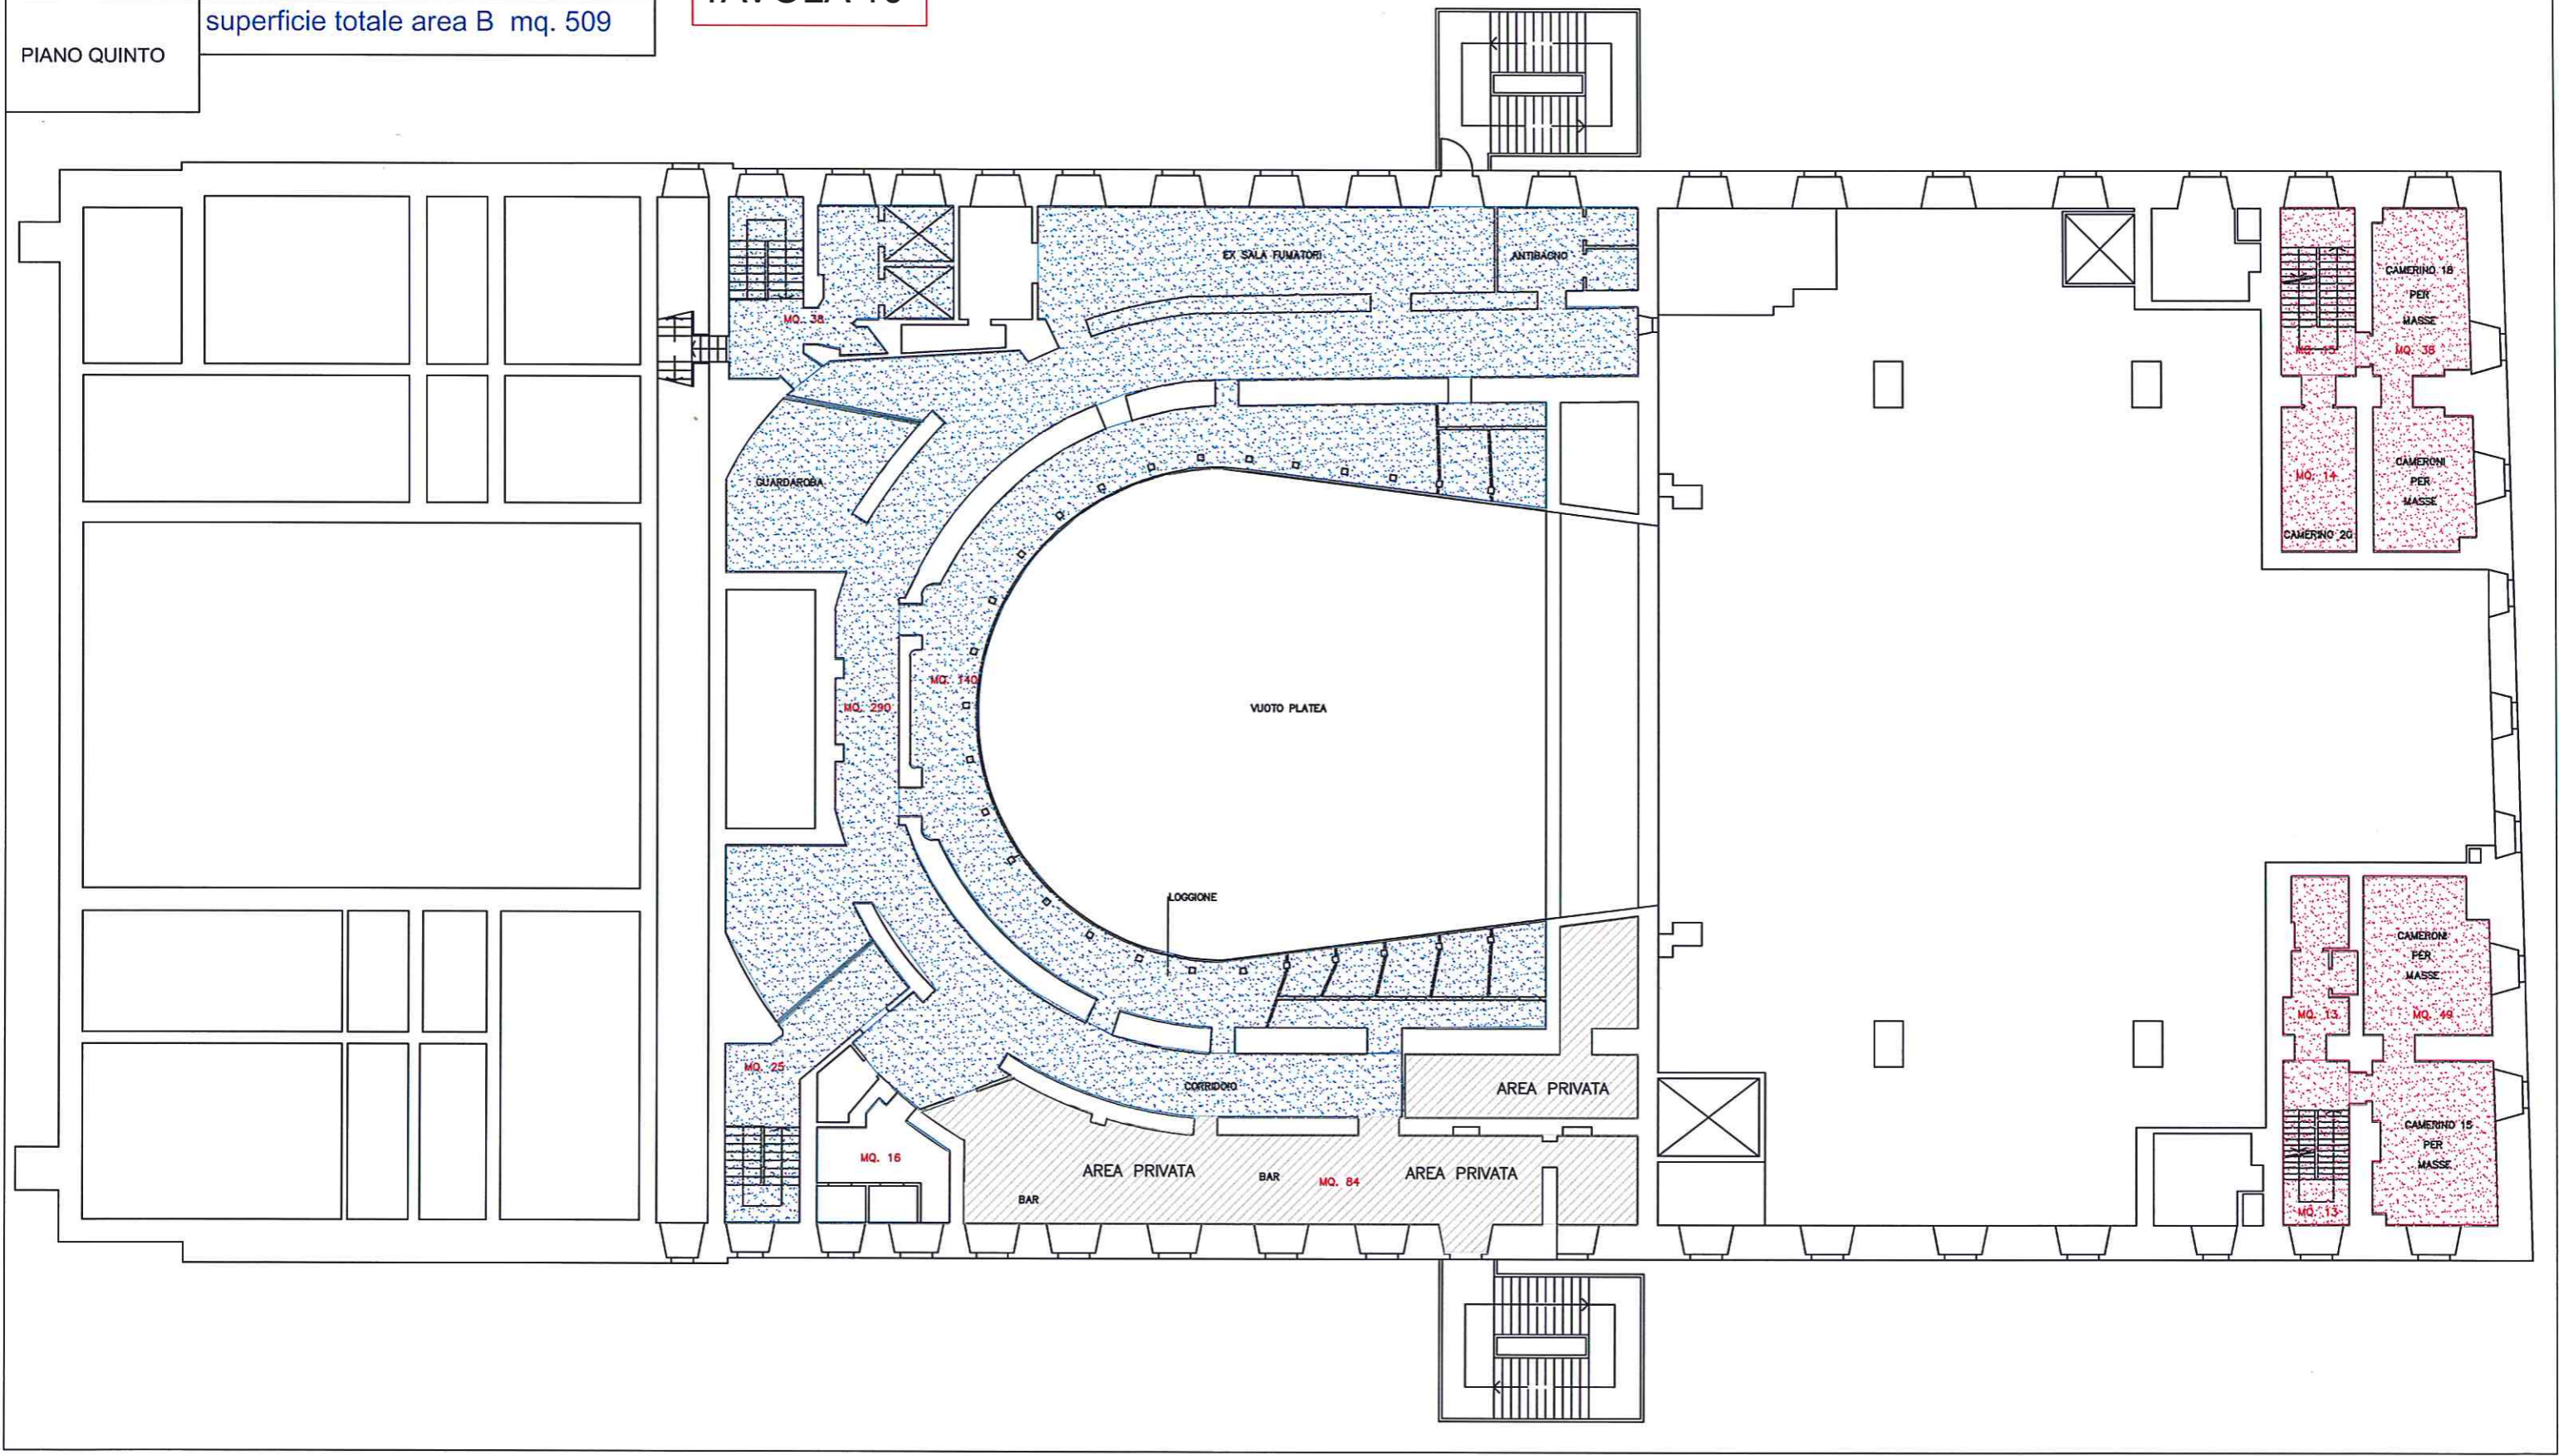 superficie totale area B mq. 509
PIANO QUINTO
EX SALA FUMATORI
ANTIBAGNO
MQ. 38
GUARDAROBA
MQ. 140
MQ. 290
VUOTO PLATEA
LOGGIONE
MQ. 25
CORRIDOIO
AREA PRIVATA
MQ. 16
AREA PRIVATA
BAR
MQ. 84
AREA PRIVATA
BAR
CAMERINO 18
PER
MASSE
MQ. 15
MQ. 38
MQ. 14
CAMERINO 20
CAMERONI
PER
MASSE
CAMERONI
PER
MASSE
MQ. 13
MQ. 49
CAMERINO 15
PER
MASSE
MQ. 13